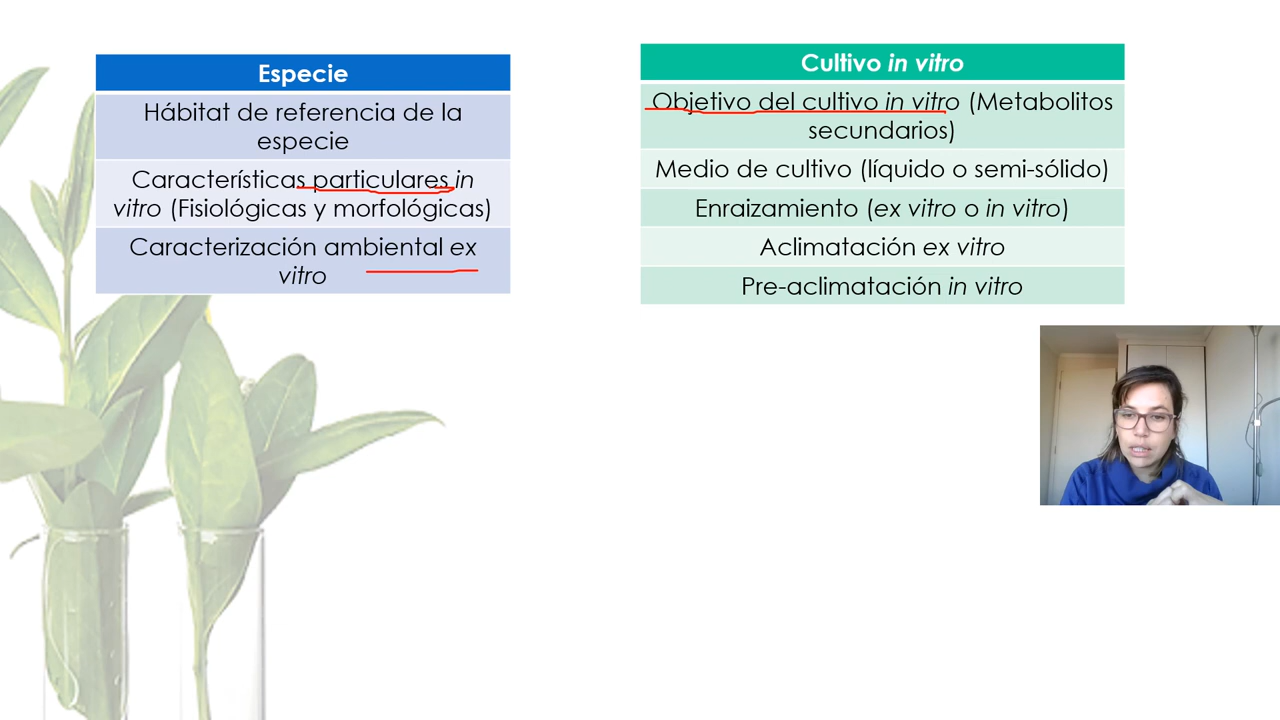 Especie
Hábitat de referencia de la
especie
Características particulares in
vitro (Fisiológicas y morfológicas)
Caracterización ambiental ex
vitro
Cultivo in vitro
Objetivo del cultivo in vitro (Metabolitos
secundarios)
Medio de cultivo (líquido o semi-sólido)
Enraizamiento (ex vitro o in vitro)
Aclimatación ex vitro
Pre-aclimatación in vitro